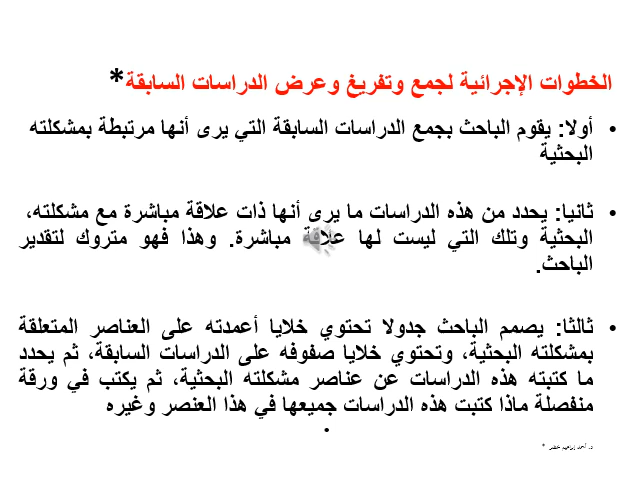 الخطوات الإجرائية لجمع وتفريغ وعرض الدراسات السابقة*
• أولا: يقوم الباحث بجمع الدراسات السابقة التي يرى أنها مرتبطة بمشكلته
البحثية
• ثانيا: يحدد من هذه الدراسات ما يرى أنها ذات علاقة مباشرة مع مشكلته،
البحثية وتلك التي ليست لها علاقة مباشرة. وهذا فهو متروك لتقدير
الباحث.
• ثالثا: يصمم الباحث جدولا تحتوي خلايا أعمدته على العناصر المتعلقة
بمشكلته البحثية، وتحتوي خلايا صفوفه على الدراسات السابقة، ثم يحدد
ما كتبته هذه الدراسات عن عناصر مشكلته البحثية، ثم يكتب في ورقة
منفصلة ماذا كتبت هذه الدراسات جميعها في هذا العنصر وغيره
•
د. أحمد إبراهيم خضر *